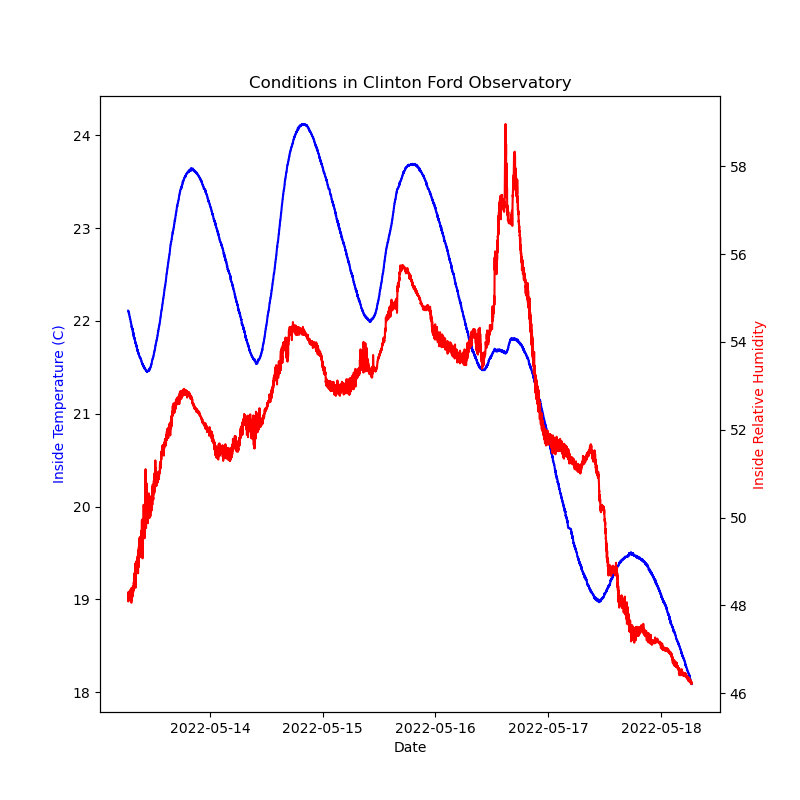 Conditions in Clinton Ford Observatory
24
23
22
21
20
19
18
Inside Temperature (C)
58
56
54
52
50
48
46
Inside Relative Humidity
2022-05-14 2022-05-15 2022-05-16 2022-05-17 2022-05-18
Date